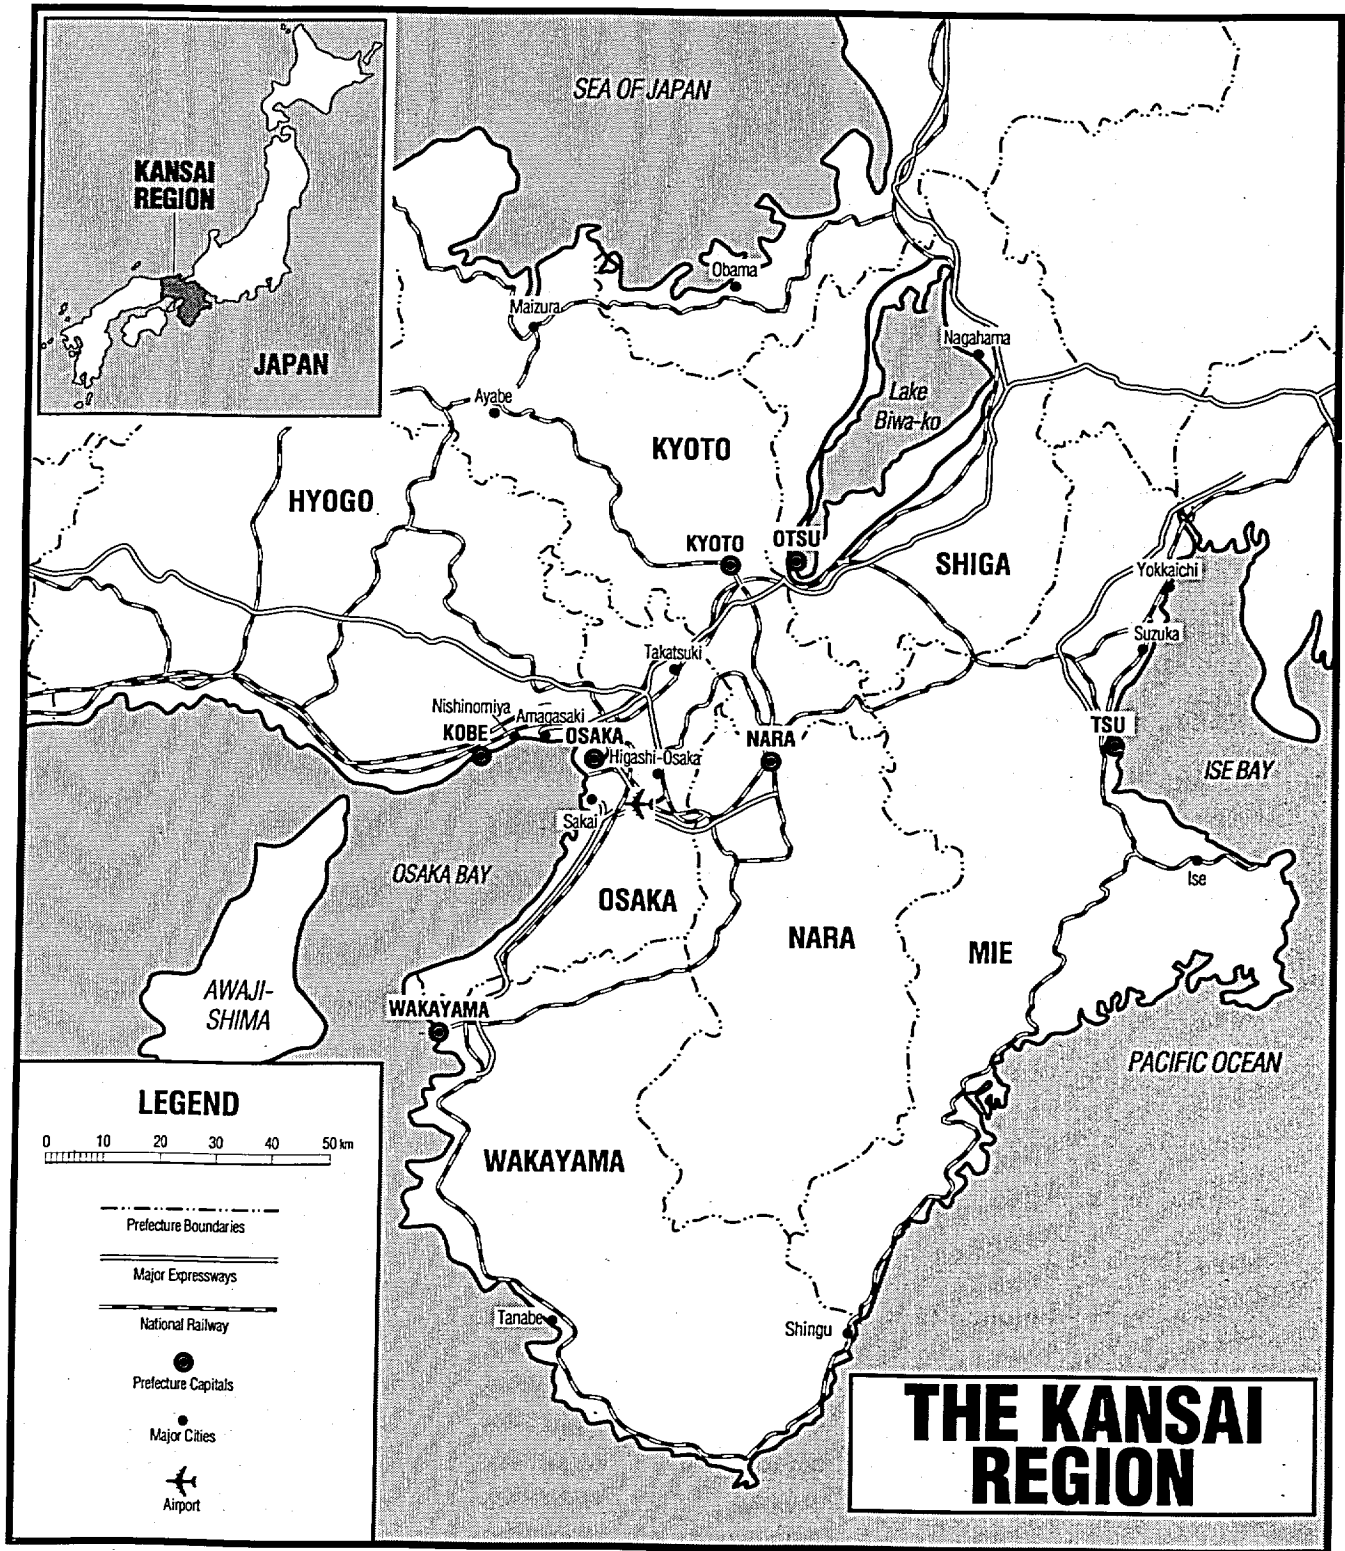 SEA OF JAPAN
KANSAI
REGION
JAPAN
Obama
Maizura
Nagahama
Ayabe
Lake
Biwa-ko
KYOTO
HYOGO
KYOTO
OTSU
SHIGA
Yokkaichi
Suzuka
Takatsuki
Nishinomiya
Amagasaki
KOBE
OSAKA
NARA
TSU
Higashi-Osaka
ISE BAY
Sakai
OSAKA BAY
Ise
OSAKA
NARA
MIE
AWAJI-
SHIMA
WAKAYAMA
PACIFIC OCEAN
WAKAYAMA
Tanabe
Shingu
LEGEND
0 10 20 30 40 50 km
Prefecture Boundaries
Major Expressways
National Railway
Prefecture Capitals
Major Cities
Airport
THE KANSAI
REGION